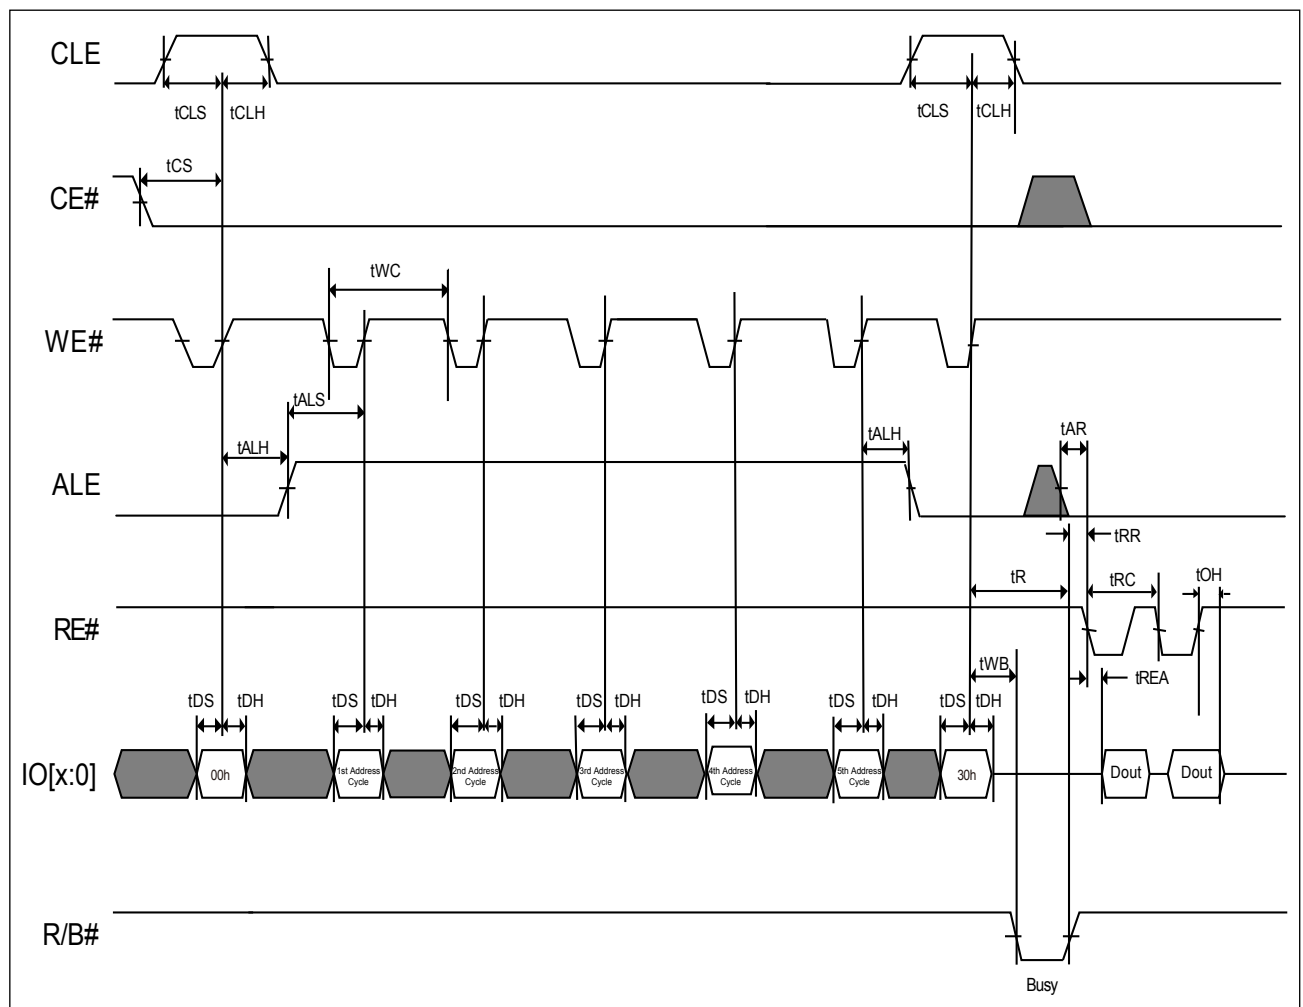 CLE
tCLS
tCLH
tCLS
tCLH
CE#
tCS
WE#
tWC
tALS
ALE
tALH
tALH
tAR
tRR
RE#
tR
tRC
tOH
tWB
tREA
tDS
tDH
tDS
tDH
tDS
tDH
tDS
tDH
tDS
tDH
tDS
tDH
tDS
tDH
IO[x:0]
00h
1st Address
Cycle
2nd Address
Cycle
3rd Address
Cycle
4th Address
Cycle
5th Address
Cycle
30h
Dout
Dout
R/B#
Busy